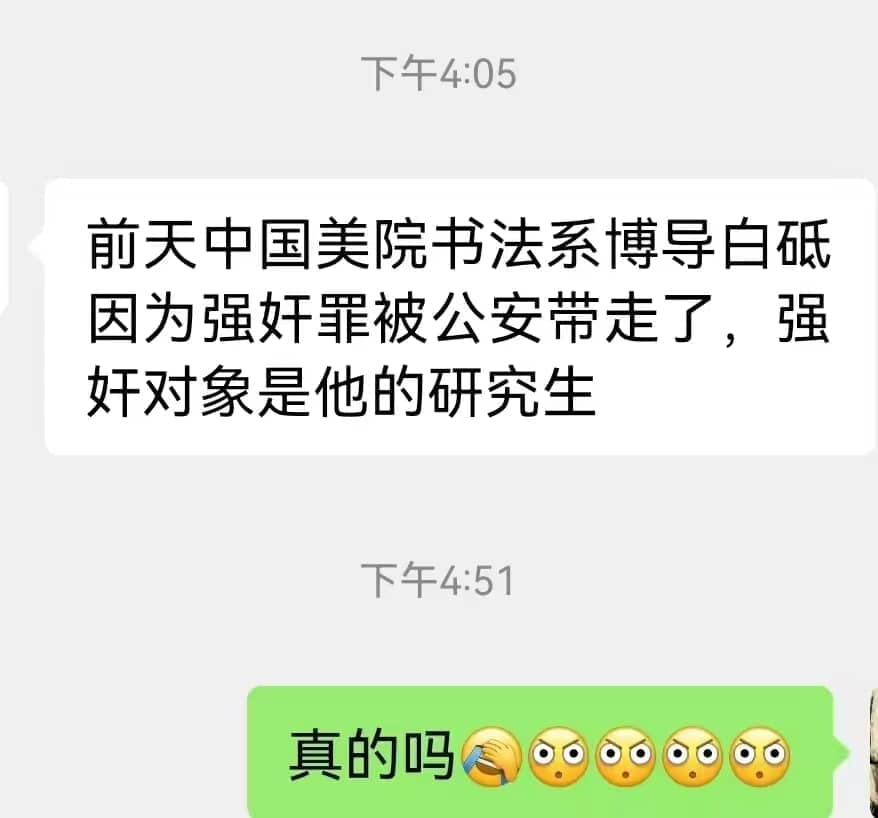 下午4:05
前天中国美院书法系博导白砥
因为强奸罪被公安带走了，强
奸对象是他的研究生
下午4:51
真的吗🤦😳😳😳😳